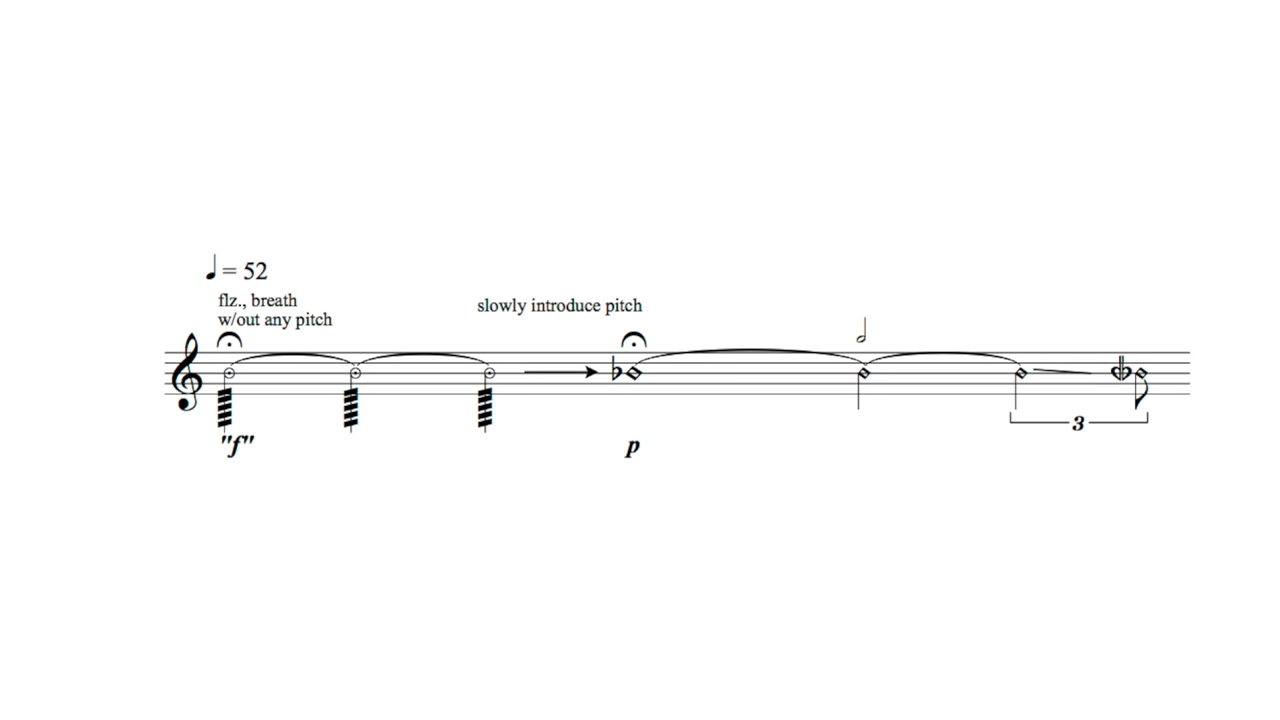 ♩ = 52
flz., breath
w/out any pitch
slowly introduce pitch
"f"
p
3